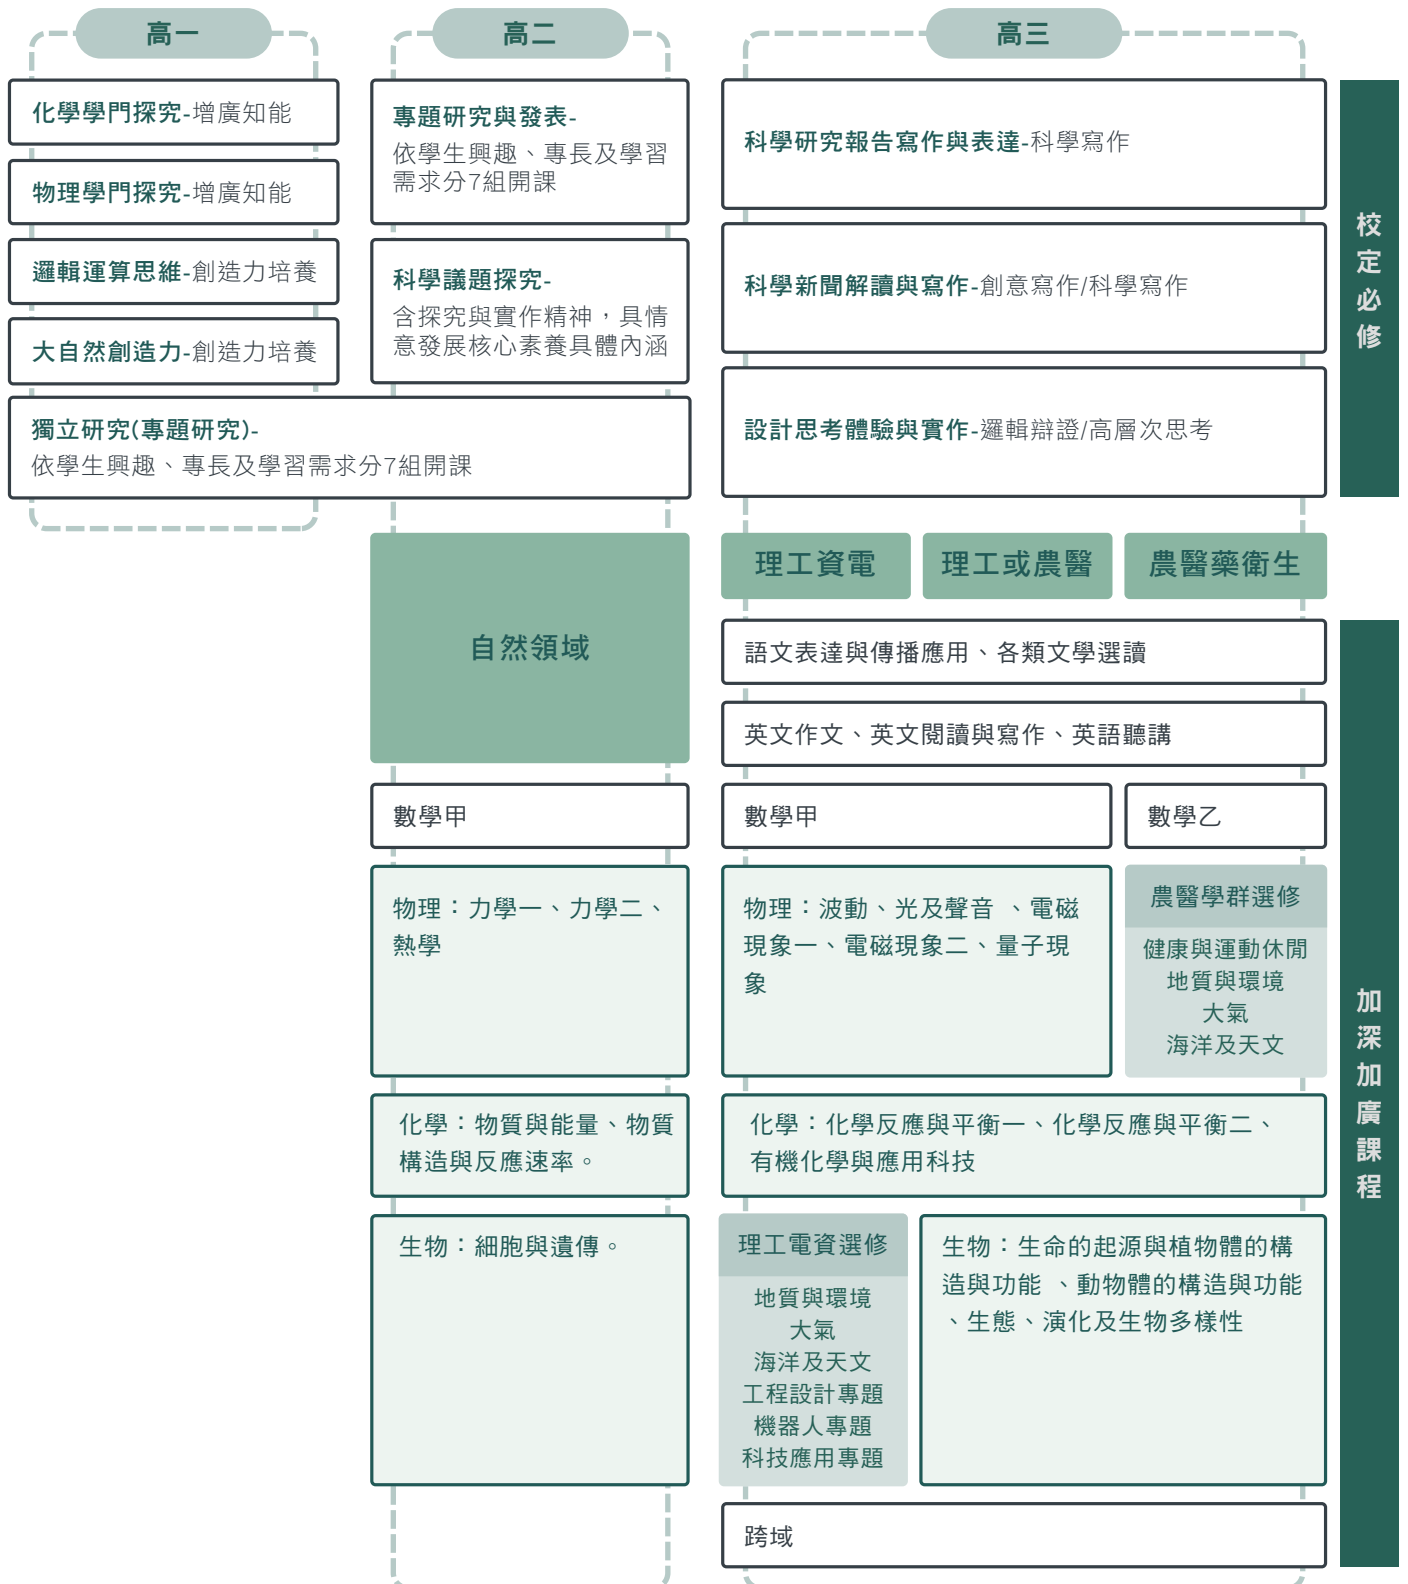 高一
高二
高三
化學學門探究-增廣知能
物理學門探究-增廣知能
邏輯運算思維-創造力培養
大自然創造力-創造力培養
專題研究與發表-
依學生興趣、專長及學習
需求分7組開課
科學議題探究-
含探究與實作精神，具情
意發展核心素養具體內涵
獨立研究(專題研究)-
依學生興趣、專長及學習需求分7組開課
科學研究報告寫作與表達-科學寫作
科學新聞解讀與寫作-創意寫作/科學寫作
設計思考體驗與實作-邏輯辯證/高層次思考
校定必修
自然領域
理工資電
理工或農醫
農醫藥衛生
語文表達與傳播應用、各類文學選讀
英文作文、英文閱讀與寫作、英語聽講
數學甲
數學甲
數學乙
物理：力學一、力學二、
熱學
物理：波動、光及聲音 、電磁
現象一、電磁現象二、量子現
象
農醫學群選修
健康與運動休閒
地質與環境
大氣
海洋及天文
化學：物質與能量、物質
構造與反應速率。
化學：化學反應與平衡一、化學反應與平衡二、
有機化學與應用科技
生物：細胞與遺傳。
理工電資選修
地質與環境
大氣
海洋及天文
工程設計專題
機器人專題
科技應用專題
生物：生命的起源與植物體的構
造與功能 、動物體的構造與功能
、生態、演化及生物多樣性
跨域
加深加廣課程